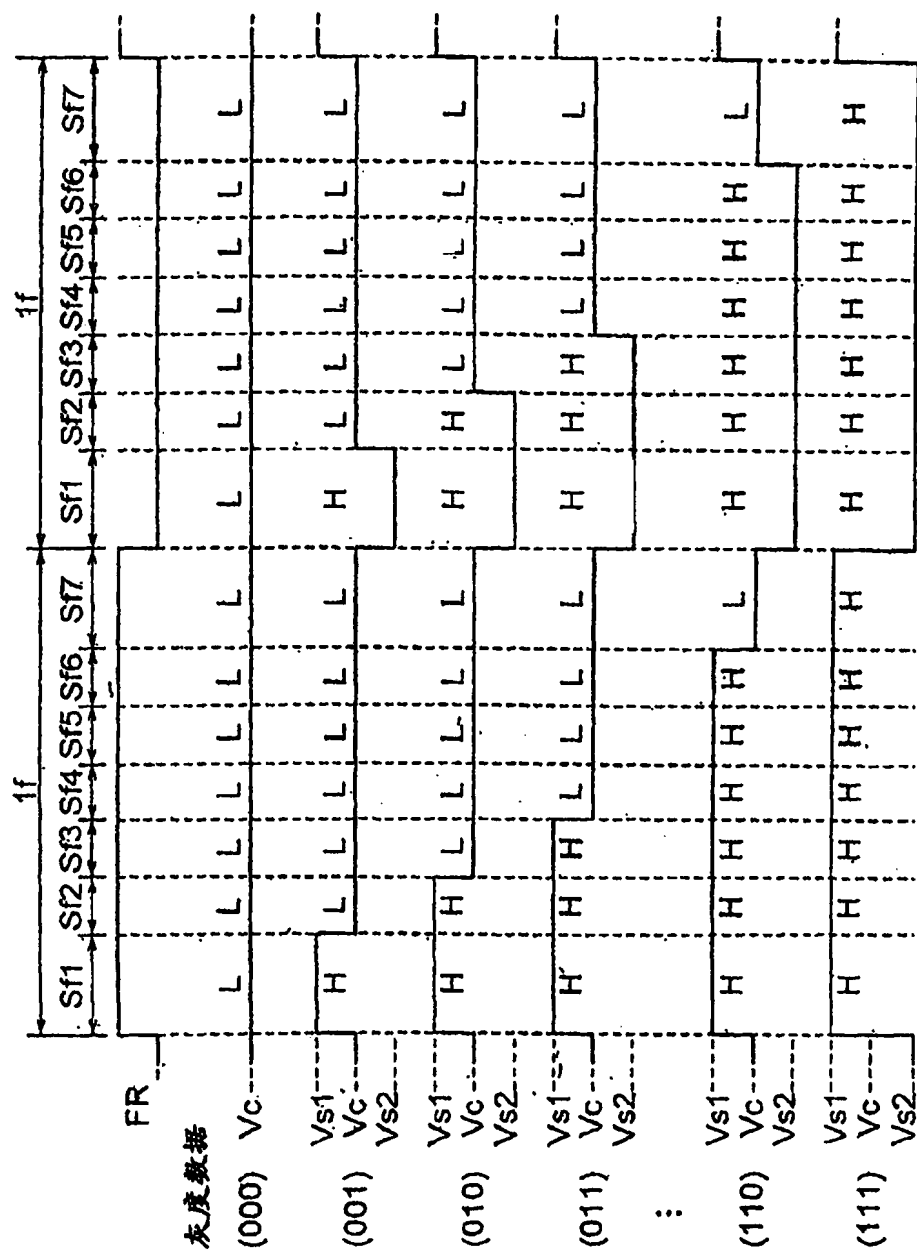 1f 1f
Sf1 Sf2 Sf3 Sf4 Sf5 Sf6 Sf7 Sf1 Sf2 Sf3 Sf4 Sf5 Sf6 Sf7
FR
灰度数据
(000) Vc L L L L L L L L L L L L L L
(001) Vs1 Vc Vs2 H L L L L L L H L L L L L L
(010) Vs1 Vc Vs2 H H L L L L L H H L L L L L
(011) Vs1 Vc Vs2 H H H L L L L H H H L L L L
⋮
(110) Vs1 Vc Vs2 H H H H H H L H H H H H H L
(111) Vs1 Vc Vs2 H H H H H H H H H H H H H H